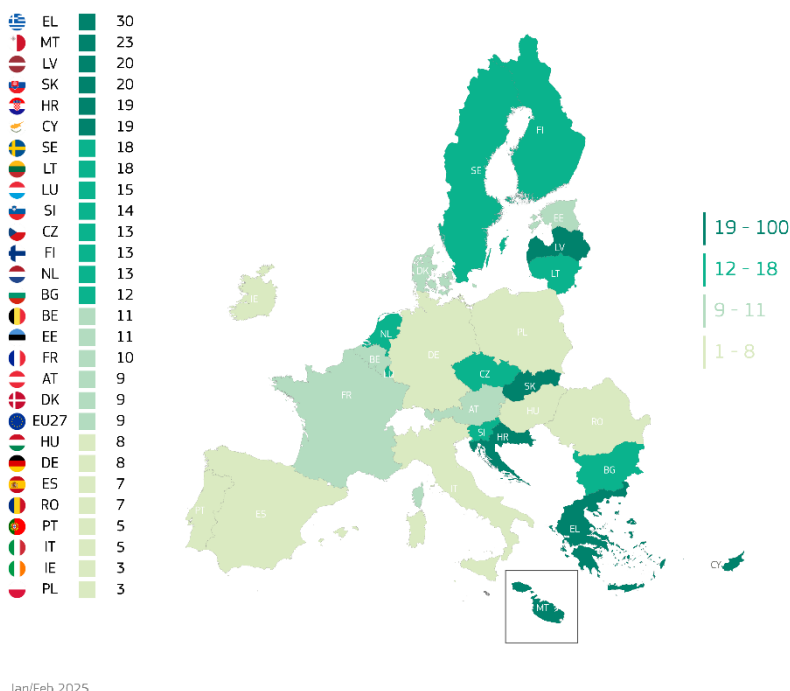 EL 30
MT 23
LV 20
SK 20
HR 19
CY 19
SE 18
LT 18
LU 15
SI 14
CZ 13
FI 13
NL 13
BG 12
BE 11
EE 11
FR 10
AT 9
DK 9
EU27 9
HU 8
DE 8
ES 7
RO 7
PT 5
IT 5
IE 3
PL 3
FI
SE
EE
LV
LT
DK
IE
NL
PL
DE
BE
CZ
SK
FR
AT
HU
RO
SI
HR
BG
IT
PT
ES
EL
CY
MT
19 - 100
12 - 18
9 - 11
1 - 8
Jan/Feb 2025